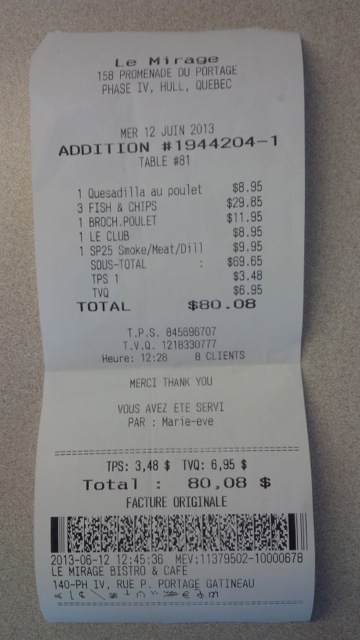 Le Mirage
158 PROMENADE DU PORTAGE
PHASE IV, HULL, QUEBEC
MER 12 JUIN 2013
ADDITION #1944204-1
TABLE #81
1 Quesadilla au poulet $8.95
3 FISH & CHIPS $29.85
1 BROCH.POULET $11.95
1 LE CLUB $8.95
1 SP25 Smoke/Meat/Dill $9.95
SOUS-TOTAL : $69.65
TPS 1 $3.48
TVQ $6.95
TOTAL $80.08
T.P.S. 845696707
T.V.Q. 1218330777
Heure: 12:28 8 CLIENTS
MERCI THANK YOU
VOUS AVEZ ETE SERVI
PAR : Marie-eve
TPS: 3,48 $ TVQ: 6,95 $
Total : 80,08 $
FACTURE ORIGINALE
2013-06-12 12:45:36 MEV:11379502-10000678
LE MIRAGE BISTRO & CAFE
140-PH IV, RUE P. PORTAGE GATINEAU